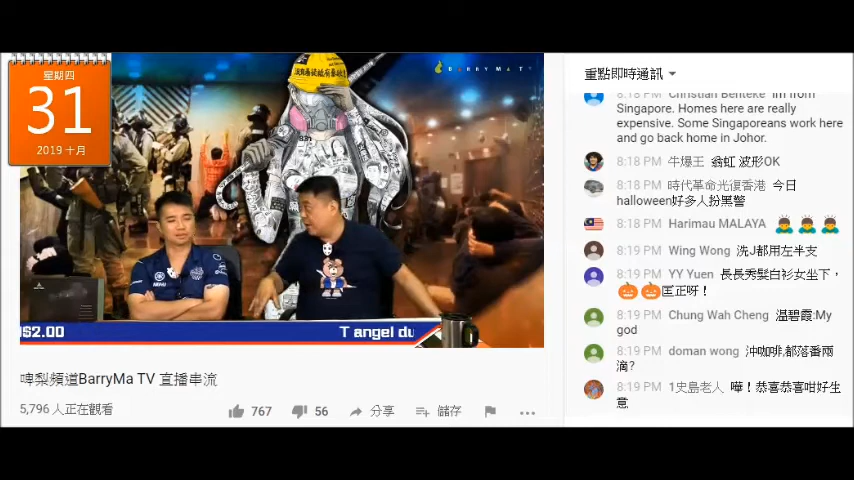 星期四
31
2019 十月
BARRYMA TV
$2.00
T angel du
啤梨頻道BarryMa TV 直播串流
5,796 人正在觀看
767
56
分享
儲存
重點即時通訊
8:18 PM Christian Benteke im from
Singapore. Homes here are really
expensive. Some Singaporeans work here
and go back home in Johor.
8:18 PM 牛爆王 翁虹 波形OK
8:18 PM 時代革命光復香港 今日
halloween好多人扮黑警
8:18 PM Harimau MALAYA
8:19 PM Wing Wong 洗J都用左半支
8:19 PM YY Yuen 長長秀髮白衫女坐下，
匡正呀！
8:19 PM Chung Wah Cheng 温碧霞:My
god
8:19 PM doman wong 沖咖啡,都落番兩
滴?
8:19 PM 1史島老人 嘩！恭喜恭喜咁好生
意